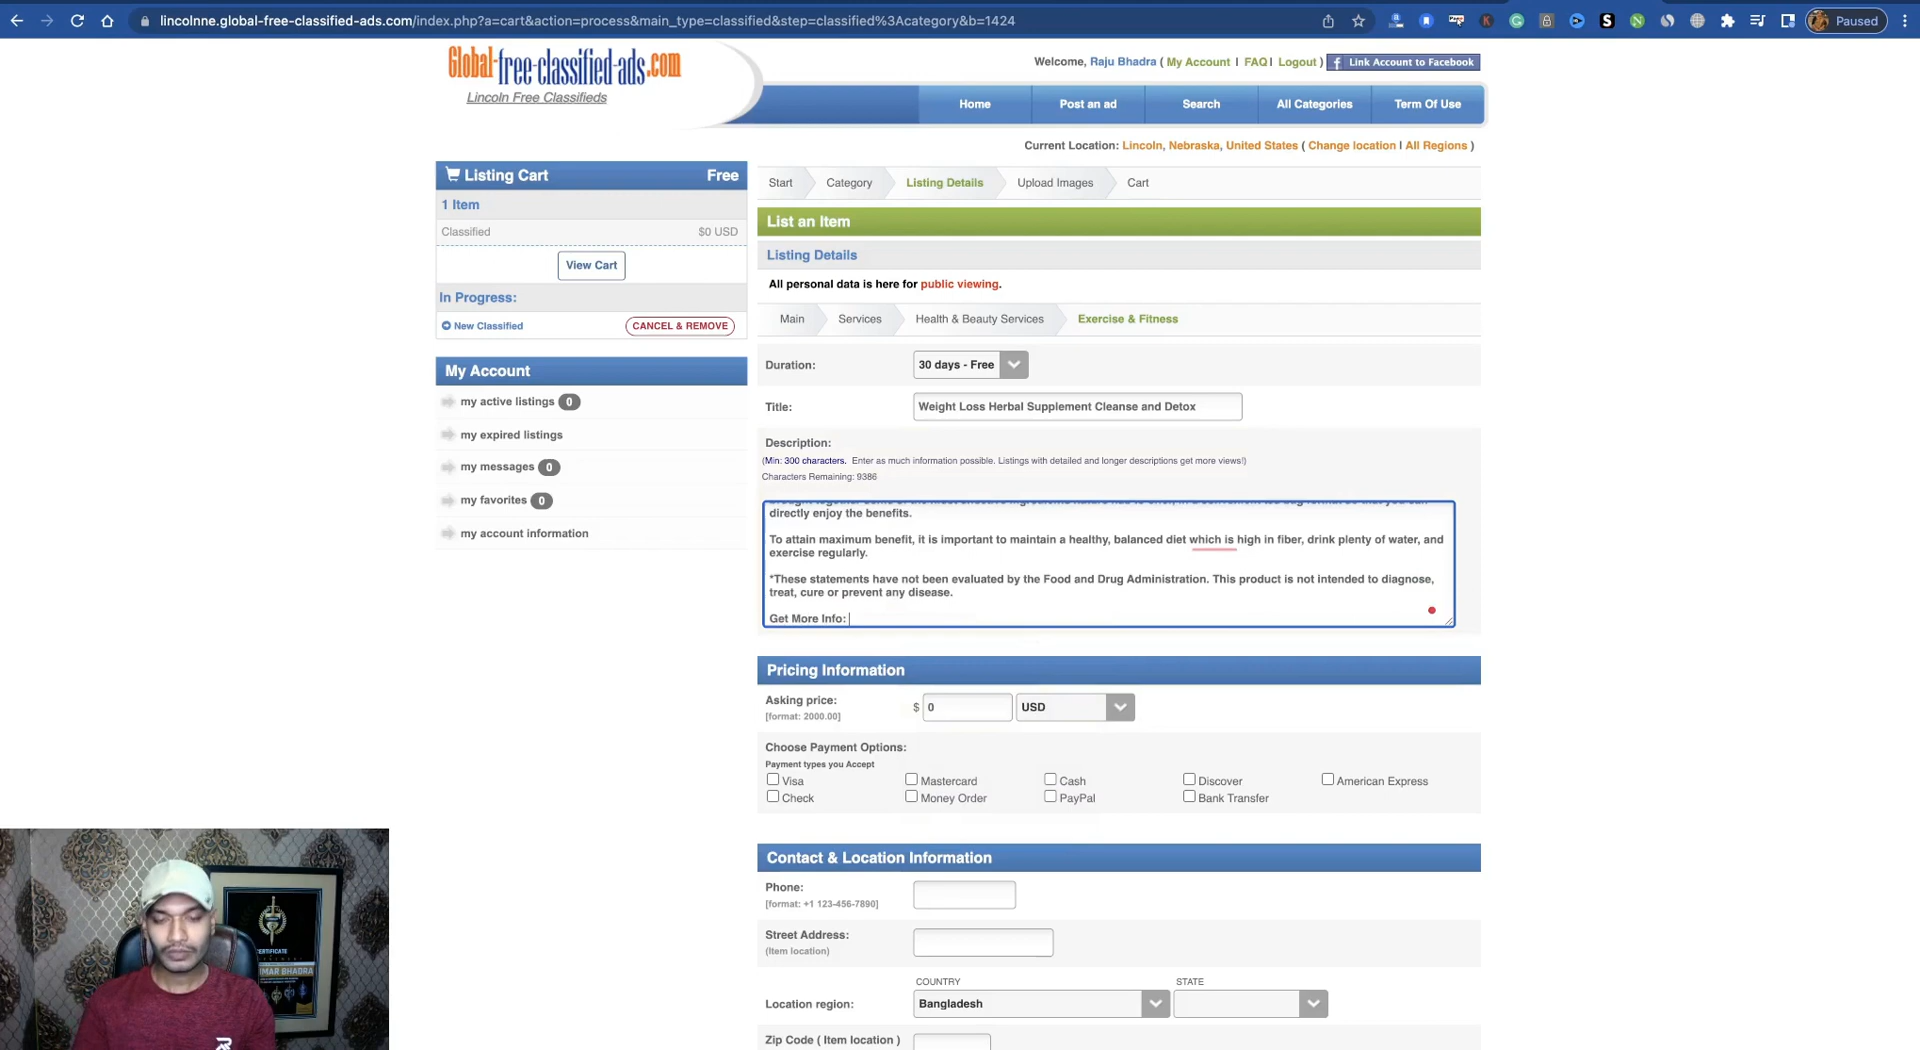 lincolnne.global-free-classified-ads.com/index.php?a=cart&action=process&main_type=classified&step=classified%3Acategory&b=1424
Paused
Global-free-classified-ads.com
Lincoln Free Classifieds
Welcome, Raju Bhadra ( My Account | FAQ | Logout ) Link Account to Facebook
Home Post an ad Search All Categories Term Of Use
Current Location: Lincoln, Nebraska, United States ( Change location | All Regions )
Listing Cart Free
1 Item
Classified $0 USD
View Cart
In Progress:
New Classified CANCEL & REMOVE
My Account
my active listings 0
my expired listings
my messages 0
my favorites 0
my account information
Start Category Listing Details Upload Images Cart
List an Item
Listing Details
All personal data is here for public viewing.
Main Services Health & Beauty Services Exercise & Fitness
Duration: 30 days - Free
Title: Weight Loss Herbal Supplement Cleanse and Detox
Description:
(Min: 300 characters. Enter as much information possible. Listings with detailed and longer descriptions get more views!)
Characters Remaining: 9386
directly enjoy the benefits.
To attain maximum benefit, it is important to maintain a healthy, balanced diet which is high in fiber, drink plenty of water, and
exercise regularly.
*These statements have not been evaluated by the Food and Drug Administration. This product is not intended to diagnose,
treat, cure or prevent any disease.
Get More Info:
Pricing Information
Asking price: $ 0 USD
[format: 2000.00]
Choose Payment Options:
Payment types you Accept
Visa Mastercard Cash Discover American Express
Check Money Order PayPal Bank Transfer
Contact & Location Information
Phone:
[format: +1 123-456-7890]
Street Address:
(Item location)
COUNTRY STATE
Location region: Bangladesh
Zip Code ( Item location )